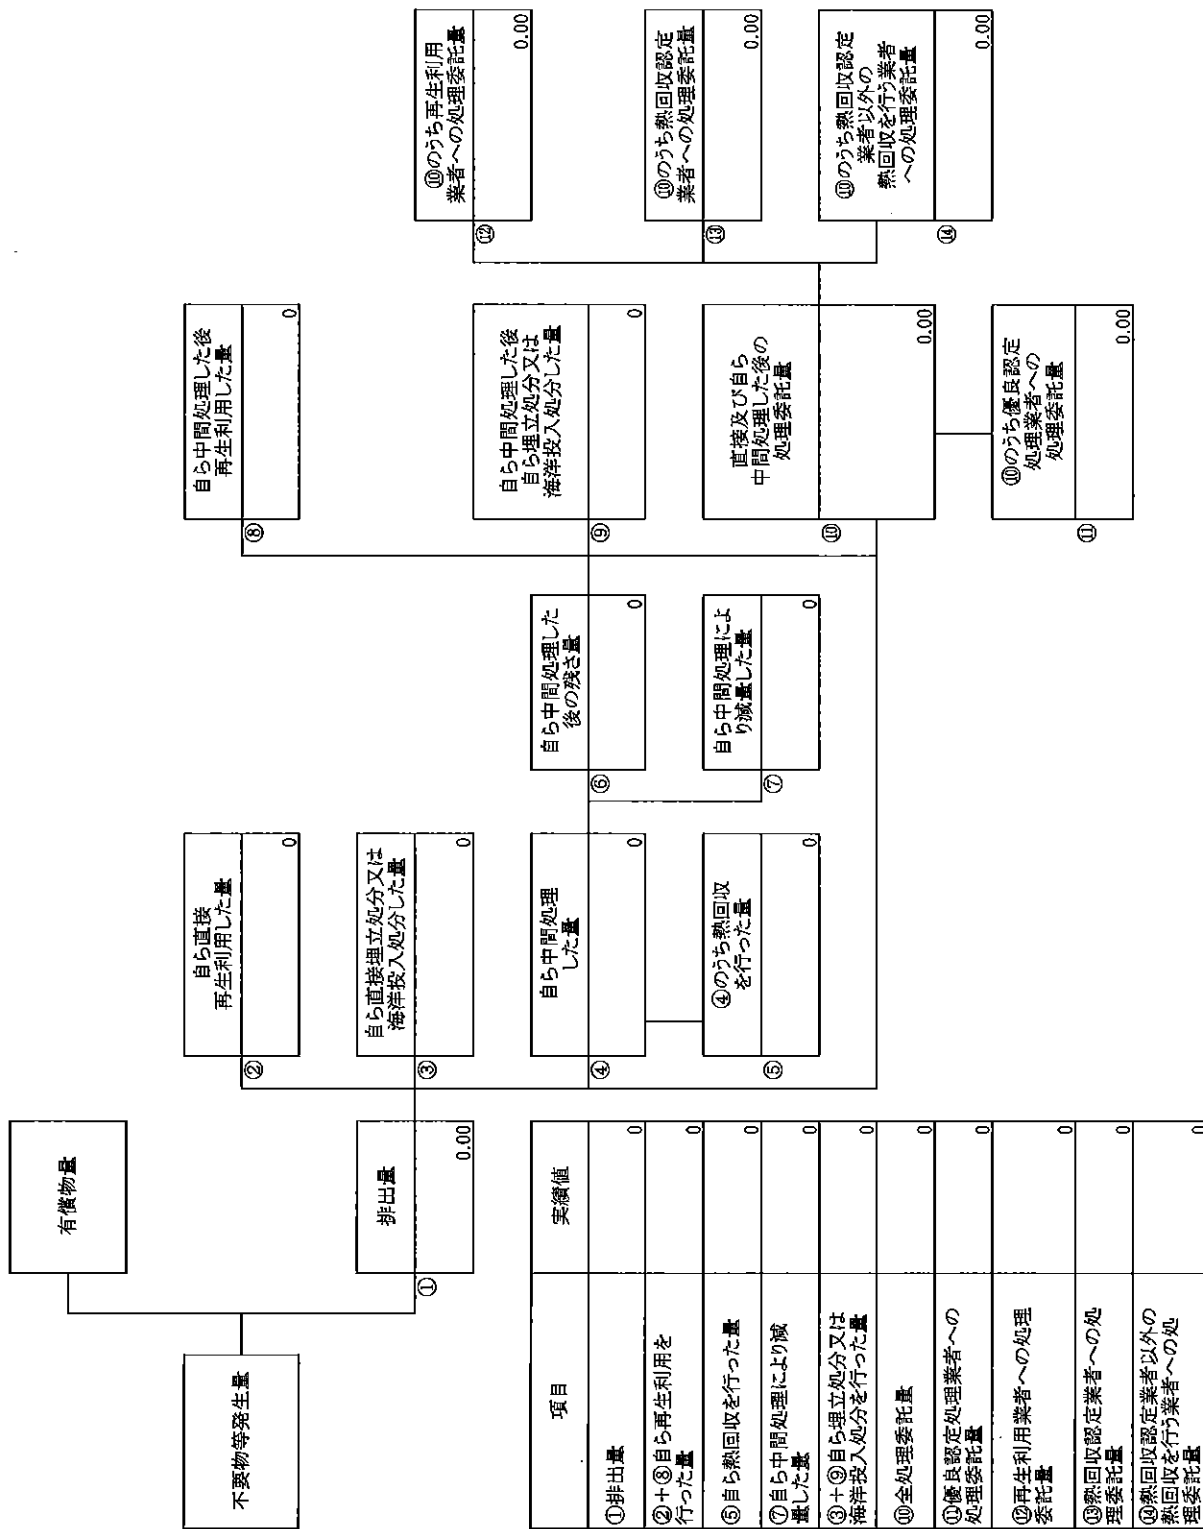 不要物等発生量
有償物量
排出量
①
0.00
自ら直接
再生利用した量
②
0
自ら直接埋立処分又は
海洋投入処分した量
③
0
自ら中間処理
した量
④
0
④のうち熱回収
を行った量
⑤
0
自ら中間処理した
後の残さ量
⑥
0
自ら中間処理によ
り減量した量
⑦
0
自ら中間処理した後
再生利用した量
⑧
0
自ら中間処理した後
自ら埋立処分又は
海洋投入処分した量
⑨
0
直接及び自ら
中間処理した後の
処理委託量
⑩
0.00
⑩のうち優良認定
処理業者への
処理委託量
⑪
0.00
⑩のうち再生利用
業者への処理委託量
⑫
0.00
⑩のうち熱回収認定
業者への処理委託量
⑬
0.00
⑩のうち熱回収認定
業者以外の
熱回収を行う業者
への処理委託量
⑭
0.00
項目 実績値
①排出量 0
②+⑧自ら再生利用を
行った量 0
⑤自ら熱回収を行った量 0
⑦自ら中間処理により減
量した量 0
③+⑨自ら埋立処分又は
海洋投入処分を行った量 0
⑩全処理委託量 0
⑪優良認定処理業者への
処理委託量 0
⑫再生利用業者への処理
委託量 0
⑬熱回収認定業者への処
理委託量 0
⑭熱回収認定業者以外の
熱回収を行う業者への処
理委託量 0